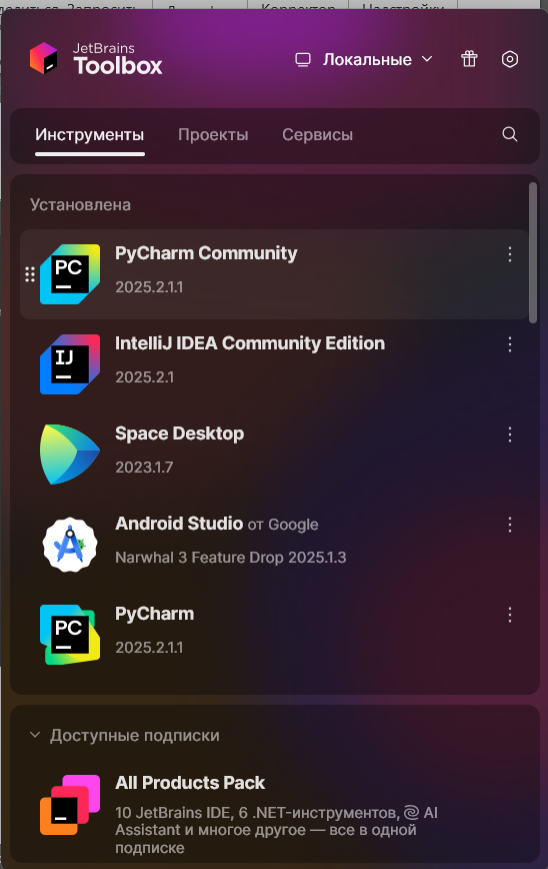 JetBrains
Toolbox
Локальные
Инструменты Проекты Сервисы
Установлена
PC
PyCharm Community
2025.2.1.1
IJ
IntelliJ IDEA Community Edition
2025.2.1
Space Desktop
2023.1.7
Android Studio от Google
Narwhal 3 Feature Drop 2025.1.3
PC
PyCharm
2025.2.1.1
Доступные подписки
All Products Pack
10 JetBrains IDE, 6 .NET-инструментов, AI
Assistant и многое другое — все в одной
подписке